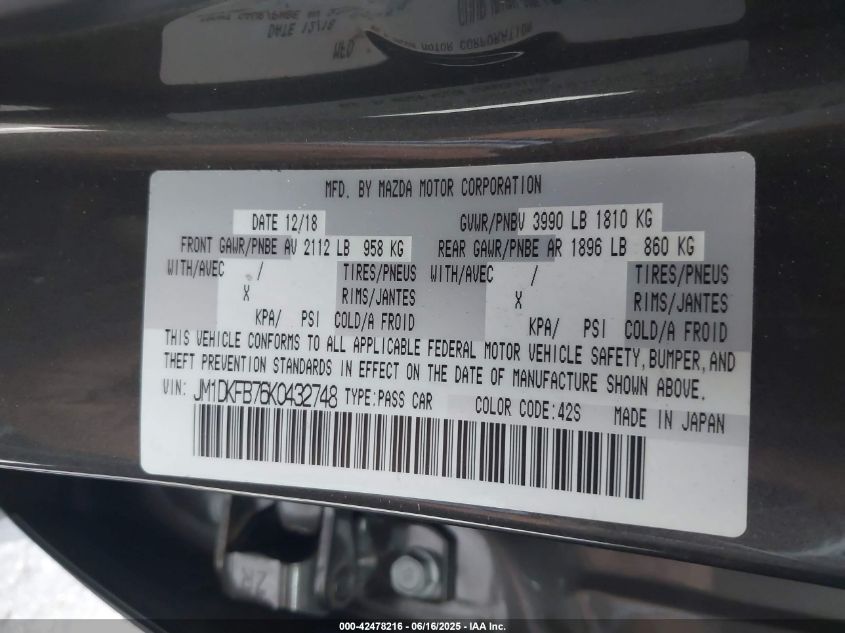 MFD. BY MAZDA MOTOR CORPORATION
DATE 12/18 GVWR/PNBV 3990 LB 1810 KG
FRONT GAWR/PNBE AV 2112 LB 958 KG REAR GAWR/PNBE AR 1896 LB 860 KG
WITH/AVEC / TIRES/PNEUS WITH/AVEC / TIRES/PNEUS
X RIMS/JANTES X RIMS/JANTES
KPA/ PSI COLD/A FROID KPA/ PSI COLD/A FROID
THIS VEHICLE CONFORMS TO ALL APPLICABLE FEDERAL MOTOR VEHICLE SAFETY, BUMPER, AND
THEFT PREVENTION STANDARDS IN EFFECT ON THE DATE OF MANUFACTURE SHOWN ABOVE.
VIN: JM1DKFB76K0432748 TYPE:PASS CAR COLOR CODE:42S MADE IN JAPAN
2R
000-42478216 - 06/16/2025 - IAA Inc.